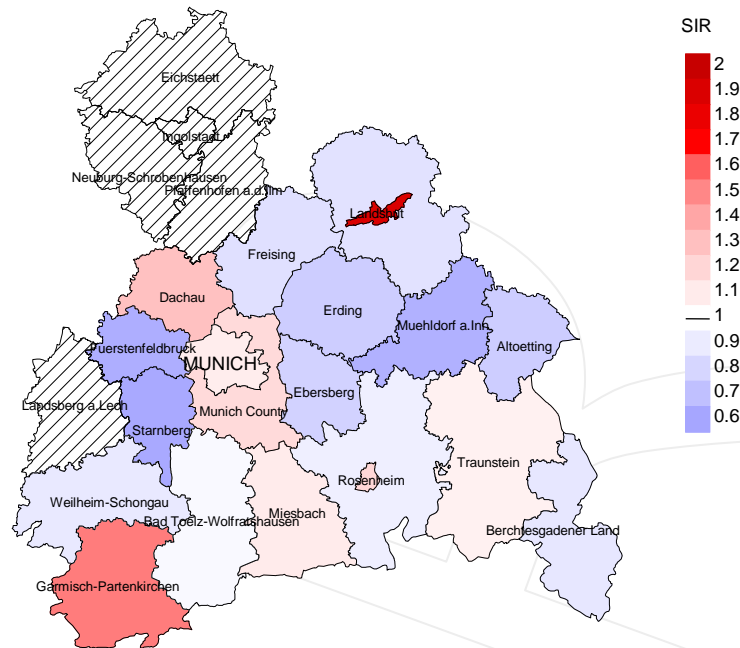 SIR
2
1.9
1.8
1.7
1.6
1.5
1.4
1.3
1.2
1.1
1
0.9
0.8
0.7
0.6
Eichstaett
Ingolstadt
Neuburg-Schrobenhausen
Pfaffenhofen a.d.Ilm
Landshut
Freising
Dachau
Erding
Muehldorf a.Inn
Altoetting
Fuerstenfeldbruck
MUNICH
Ebersberg
Landsberg a.Lech
Munich County
Starnberg
Traunstein
Rosenheim
Weilheim-Schongau
Miesbach
Bad Toelz-Wolfratshausen
Berchtesgadener Land
Garmisch-Partenkirchen